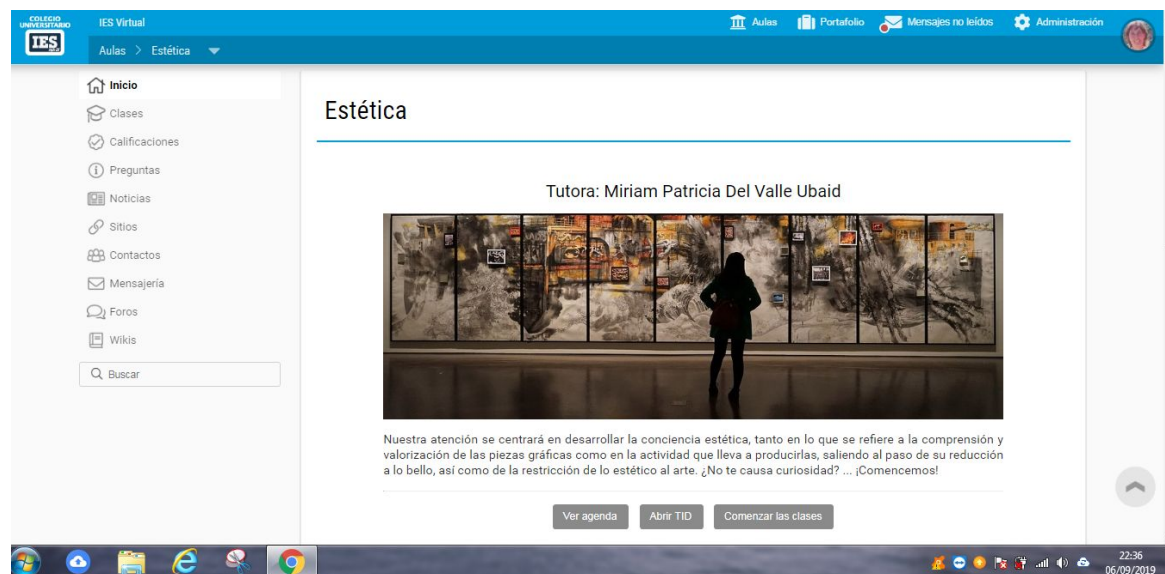 COLEGIO
UNIVERSITARIO
IES
IES Virtual
Aulas
Portafolio
Mensajes no leídos
Administración
Aulas > Estética
Inicio
Clases
Calificaciones
Preguntas
Noticias
Sitios
Contactos
Mensajería
Foros
Wikis
Buscar
Estética
Tutora: Miriam Patricia Del Valle Ubaid
Nuestra atención se centrará en desarrollar la conciencia estética, tanto en lo que se refiere a la comprensión y
valorización de las piezas gráficas como en la actividad que lleva a producirlas, saliendo al paso de su reducción
a lo bello, así como de la restricción de lo estético al arte. ¿No te causa curiosidad? ... ¡Comencemos!
Ver agenda
Abrir TID
Comenzar las clases
22:36
06/09/2019